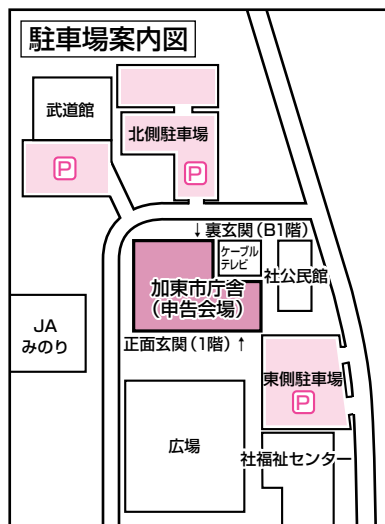 駐車場案内図
武道館
北側駐車場
P
P
↓裏玄関(B1階)
ケーブル
テレビ
社公民館
加東市庁舎
(申告会場)
JA
みのり
正面玄関(1階)↑
東側駐車場
P
広場
社福祉センター